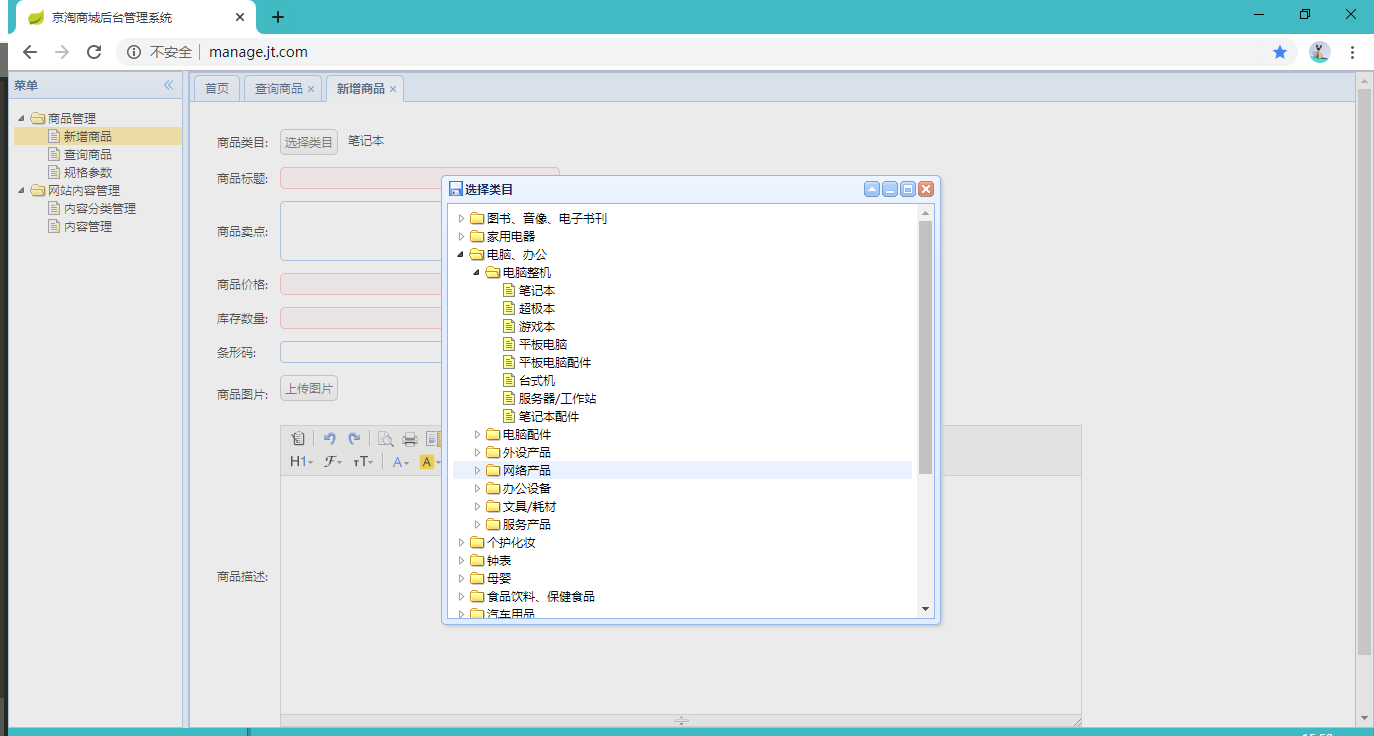 京淘商城后台管理系统
不安全 manage.jt.com
菜单
商品管理
新增商品
查询商品
规格参数
网站内容管理
内容分类管理
内容管理
首页 查询商品 新增商品
商品类目: 选择类目 笔记本
商品标题:
商品卖点:
商品价格:
库存数量:
条形码:
商品图片: 上传图片
H1 F TT A A
商品描述:
选择类目
图书、音像、电子书刊
家用电器
电脑、办公
电脑整机
笔记本
超极本
游戏本
平板电脑
平板电脑配件
台式机
服务器/工作站
笔记本配件
电脑配件
外设产品
网络产品
办公设备
文具/耗材
服务产品
个护化妆
钟表
母婴
食品饮料、保健食品
汽车用品